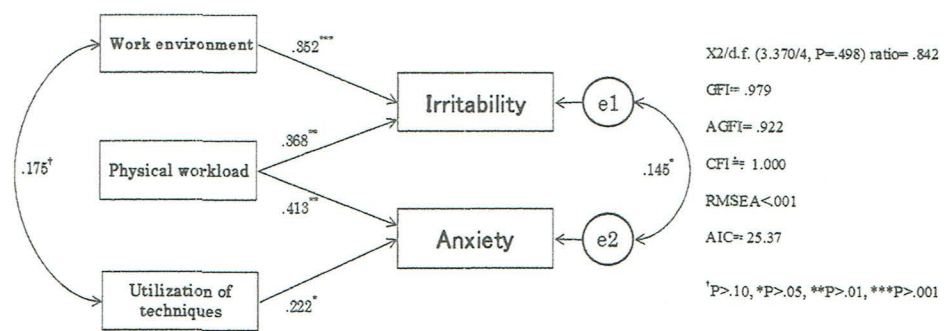 Work environment
.352***
Irritability
e1
.368**
.175†
Physical workload
.145*
.413**
Anxiety
e2
Utilization of
techniques
.222*
X2/d.f. (3.370/4, P=.498) ratio= .842
GFI= .979
AGFI= .922
CFI≒ 1.000
RMSEA<.001
AIC= 25.37
†P>.10, *P>.05, **P>.01, ***P>.001